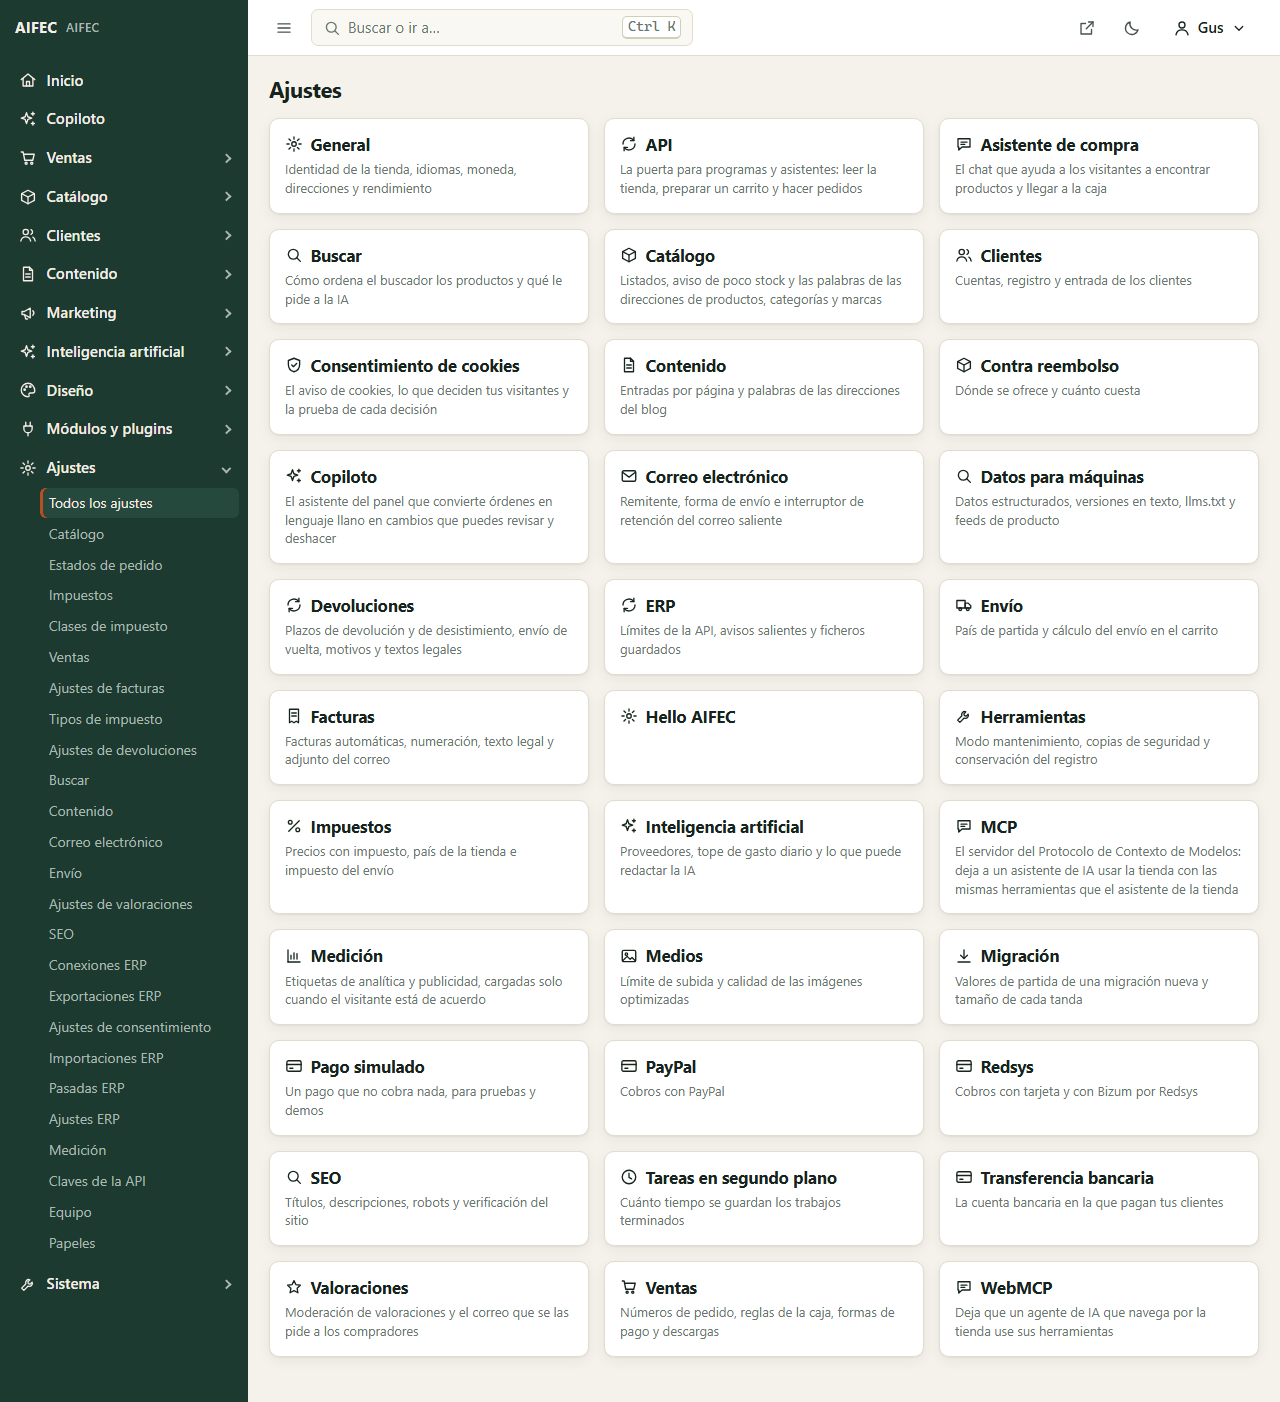 AIFEC AIFEC
Inicio
Copiloto
Ventas
Catálogo
Clientes
Contenido
Marketing
Inteligencia artificial
Diseño
Módulos y plugins
Ajustes
Todos los ajustes
Catálogo
Estados de pedido
Impuestos
Clases de impuesto
Ventas
Ajustes de facturas
Tipos de impuesto
Ajustes de devoluciones
Buscar
Contenido
Correo electrónico
Envío
Ajustes de valoraciones
SEO
Conexiones ERP
Exportaciones ERP
Ajustes de consentimiento
Importaciones ERP
Pasadas ERP
Ajustes ERP
Medición
Claves de la API
Equipo
Papeles
Sistema
Buscar o ir a... Ctrl K
Gus
Ajustes
General
Identidad de la tienda, idiomas, moneda,
direcciones y rendimiento
API
La puerta para programas y asistentes: leer la
tienda, preparar un carrito y hacer pedidos
Asistente de compra
El chat que ayuda a los visitantes a encontrar
productos y llegar a la caja
Buscar
Cómo ordena el buscador los productos y qué le
pide a la IA
Catálogo
Listados, aviso de poco stock y las palabras de las
direcciones de productos, categorías y marcas
Clientes
Cuentas, registro y entrada de los clientes
Consentimiento de cookies
El aviso de cookies, lo que deciden tus visitantes y
la prueba de cada decisión
Contenido
Entradas por página y palabras de las direcciones
del blog
Contra reembolso
Dónde se ofrece y cuánto cuesta
Copiloto
El asistente del panel que convierte órdenes en
lenguaje llano en cambios que puedes revisar y
deshacer
Correo electrónico
Remitente, forma de envío e interruptor de
retención del correo saliente
Datos para máquinas
Datos estructurados, versiones en texto, llms.txt y
feeds de producto
Devoluciones
Plazos de devolución y de desistimiento, envío de
vuelta, motivos y textos legales
ERP
Límites de la API, avisos salientes y ficheros
guardados
Envío
País de partida y cálculo del envío en el carrito
Facturas
Facturas automáticas, numeración, texto legal y
adjunto del correo
Hello AIFEC
Herramientas
Modo mantenimiento, copias de seguridad y
conservación del registro
Impuestos
Precios con impuesto, país de la tienda e
impuesto del envío
Inteligencia artificial
Proveedores, tope de gasto diario y lo que puede
redactar la IA
MCP
El servidor del Protocolo de Contexto de Modelos:
deja a un asistente de IA usar la tienda con las
mismas herramientas que el asistente de la tienda
Medición
Etiquetas de analítica y publicidad, cargadas solo
cuando el visitante está de acuerdo
Medios
Límite de subida y calidad de las imágenes
optimizadas
Migración
Valores de partida de una migración nueva y
tamaño de cada tanda
Pago simulado
Un pago que no cobra nada, para pruebas y
demos
PayPal
Cobros con PayPal
Redsys
Cobros con tarjeta y con Bizum por Redsys
SEO
Títulos, descripciones, robots y verificación del
sitio
Tareas en segundo plano
Cuánto tiempo se guardan los trabajos
terminados
Transferencia bancaria
La cuenta bancaria en la que pagan tus clientes
Valoraciones
Moderación de valoraciones y el correo que se las
pide a los compradores
Ventas
Números de pedido, reglas de la caja, formas de
pago y descargas
WebMCP
Deja que un agente de IA que navega por la
tienda use sus herramientas